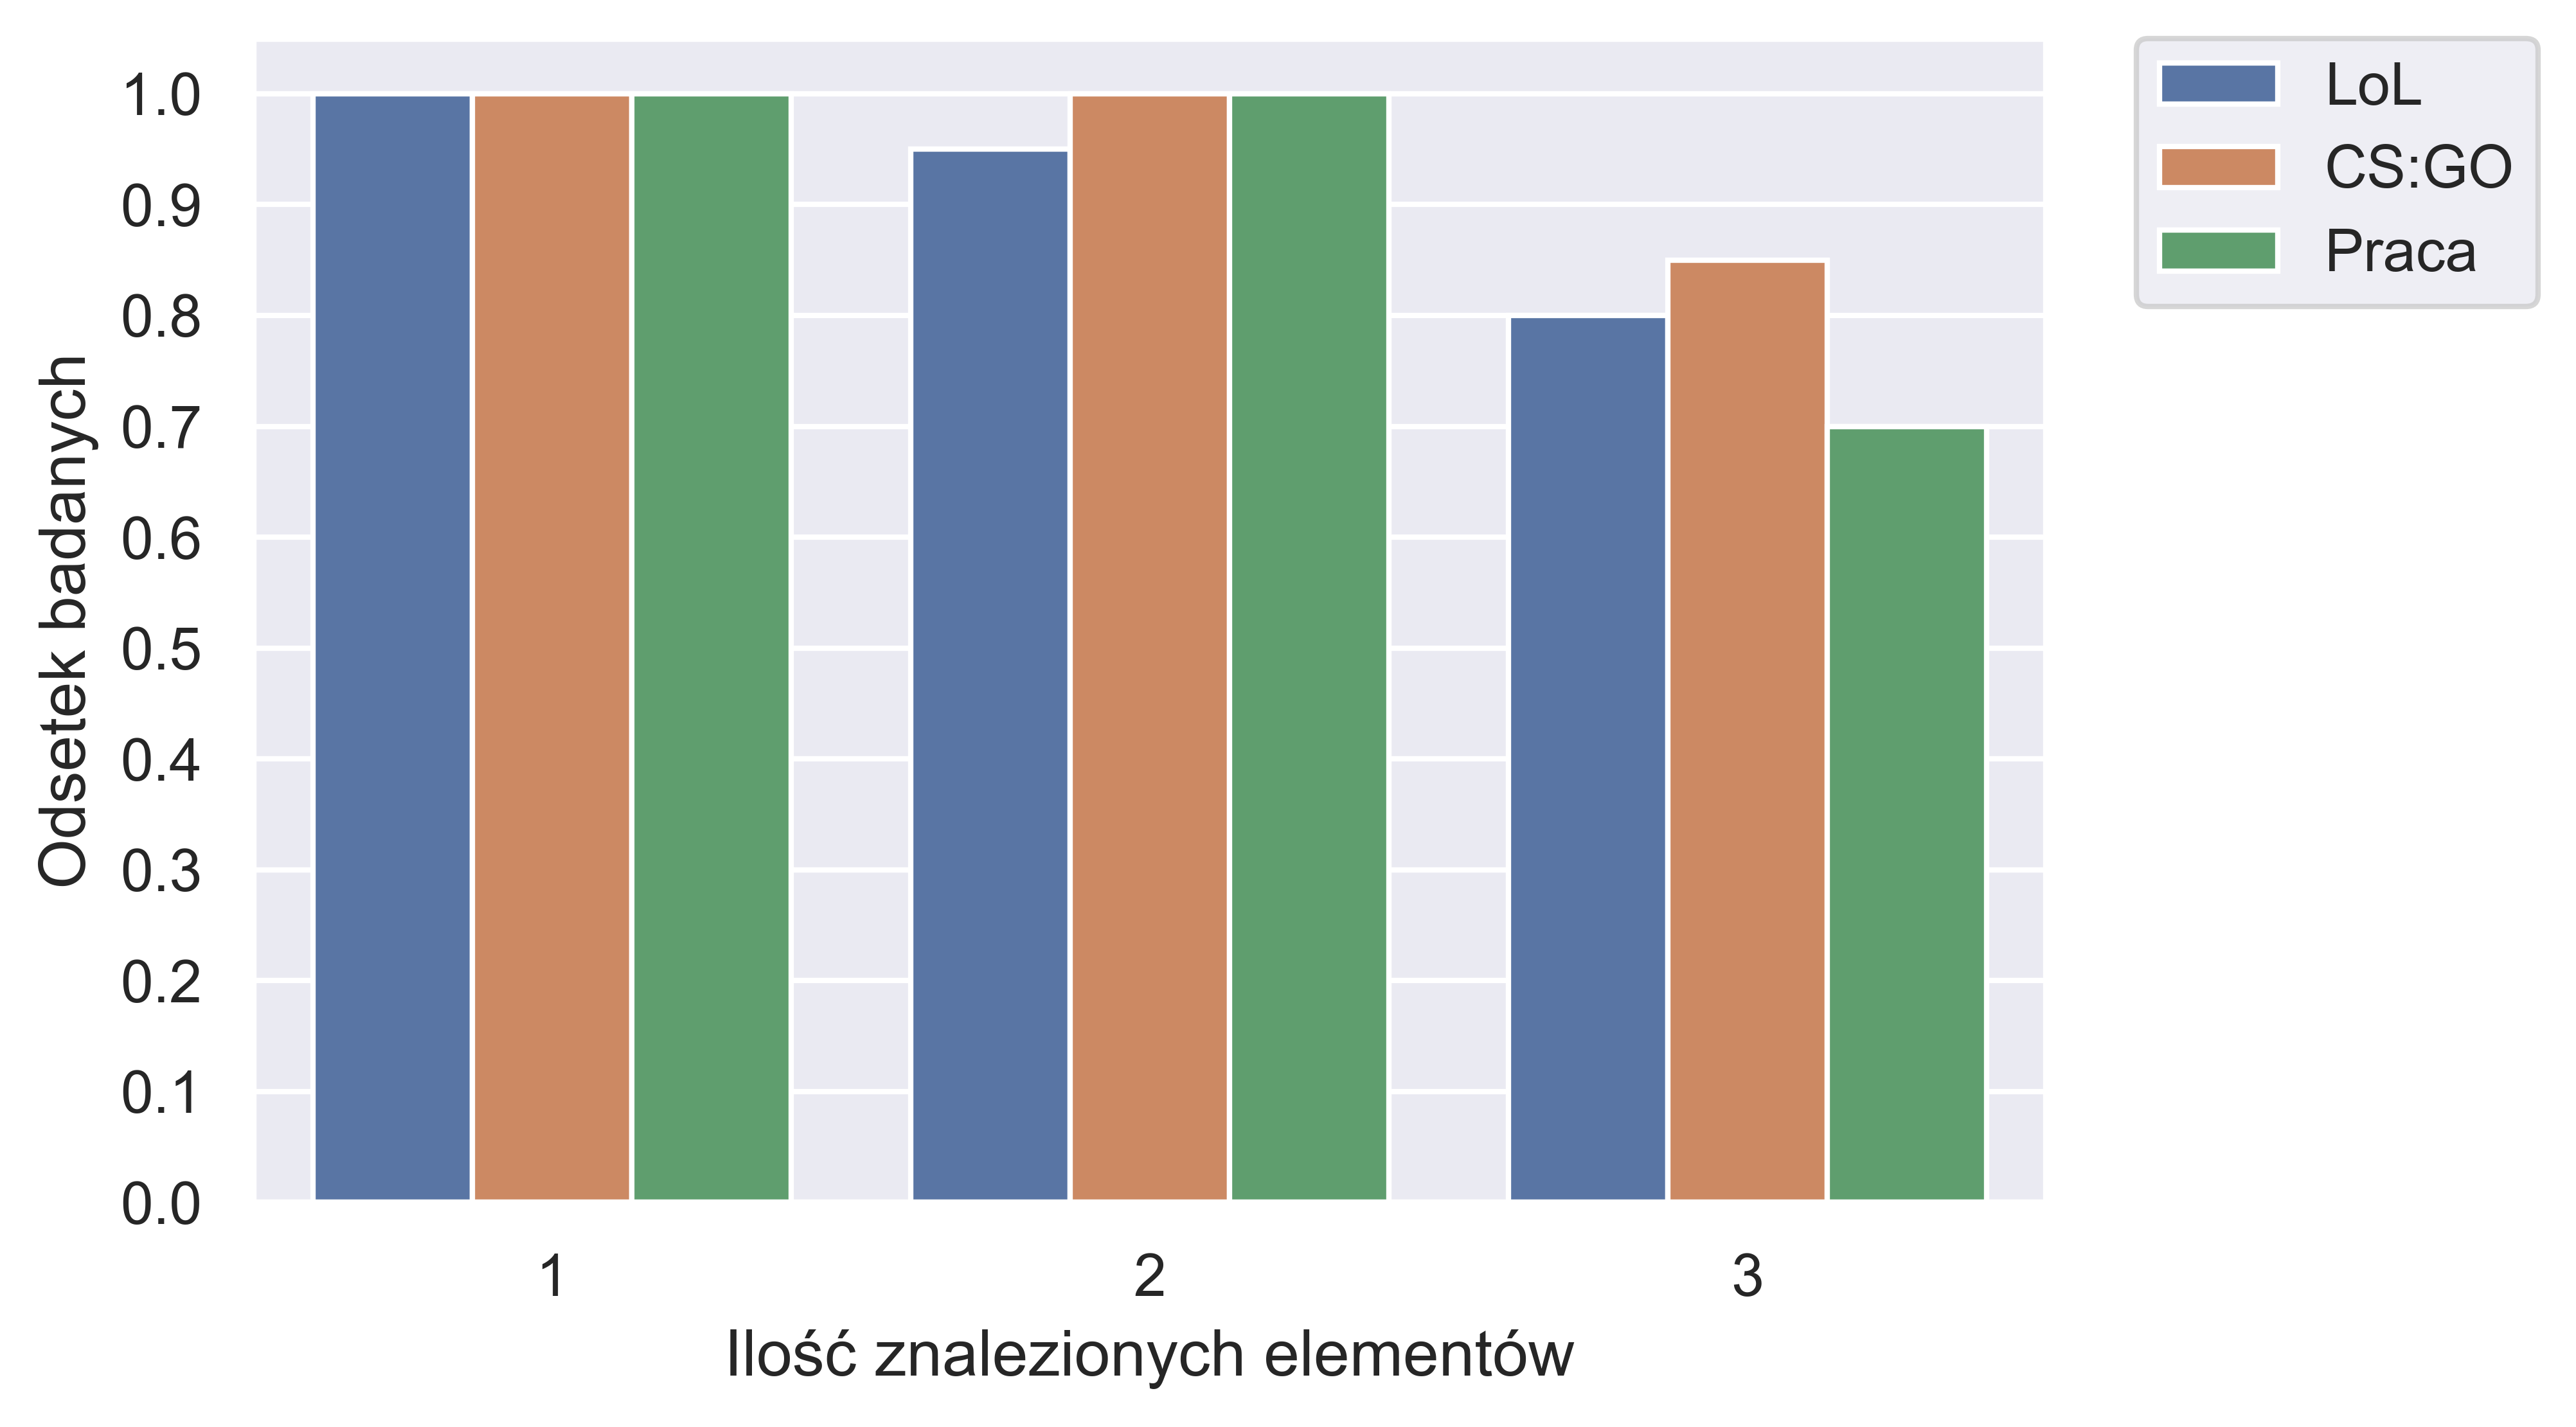 1.0
0.9
0.8
0.7
0.6
0.5
0.4
0.3
0.2
0.1
0.0
Odsetek badanych
1 2 3
Ilość znalezionych elementów
LoL
CS:GO
Praca